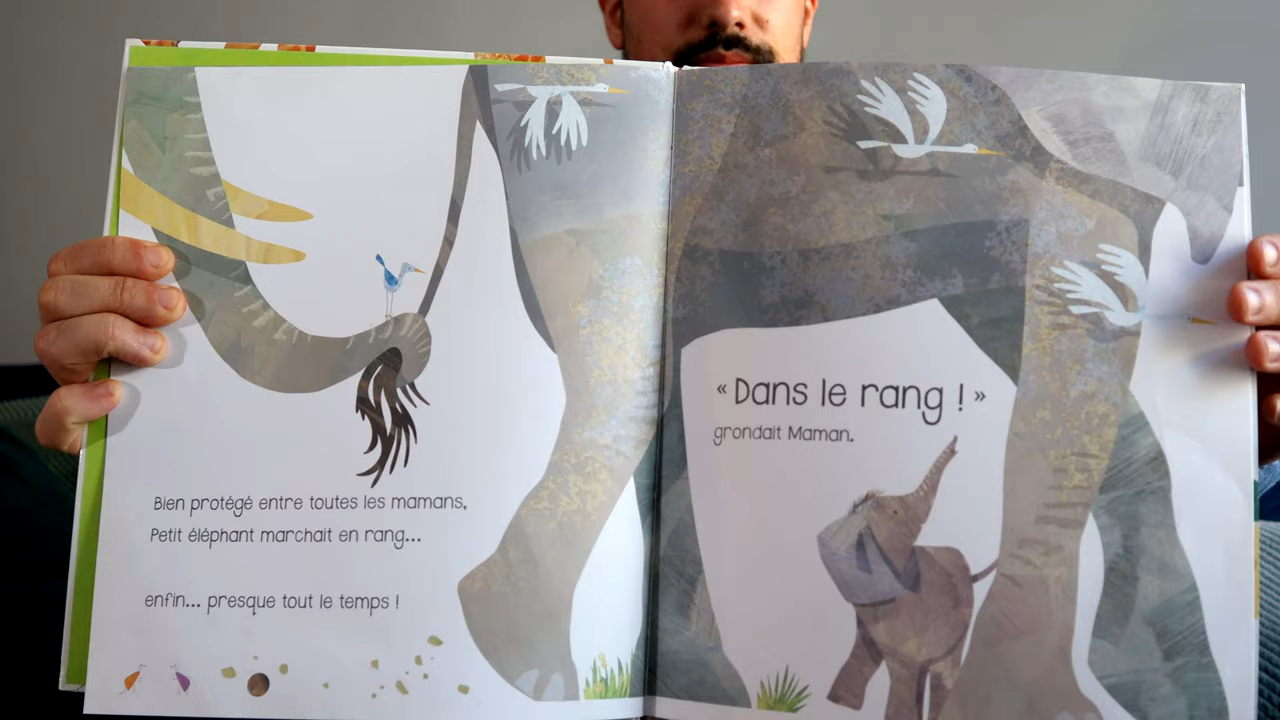 Bien protégé entre toutes les mamans,
Petit éléphant marchait en rang...
enfin... presque tout le temps !
« Dans le rang ! »
grondait Maman.